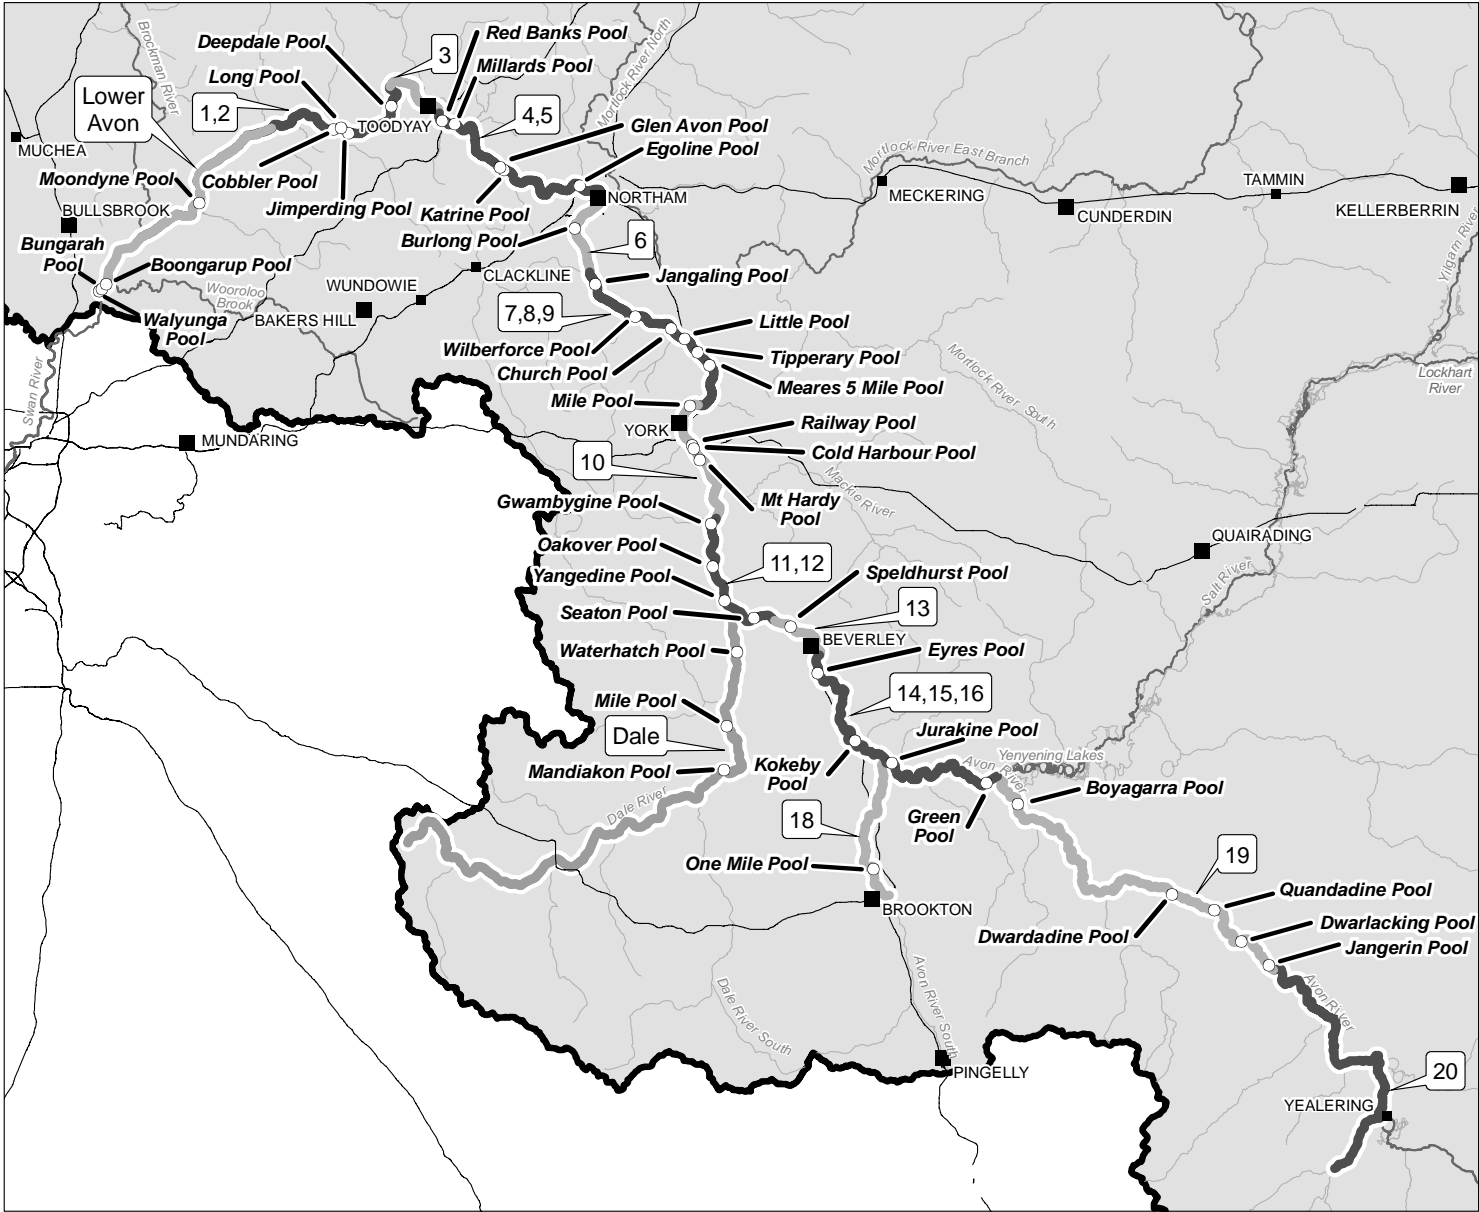 Deepdale Pool
3
Red Banks Pool
Millards Pool
Brockman River
Mortlock River North
Long Pool
Lower
Avon
1,2
4,5
TOODYAY
Glen Avon Pool
Egoline Pool
MUCHEA
Mortlock River East Branch
Moondyne Pool
Cobbler Pool
Jimperding Pool
Katrine Pool
NORTHAM
MECKERING
TAMMIN
CUNDERDIN
KELLERBERRIN
BULLSBROOK
Burlong Pool
6
Yilgarn River
Bungarah
Pool
Boongarup Pool
Wooroloo
Brook
WUNDOWIE
CLACKLINE
Jangaling Pool
Walyunga
Pool
BAKERS HILL
7,8,9
Little Pool
Wilberforce Pool
Tipperary Pool
Church Pool
Meares 5 Mile Pool
Mortlock River South
Lockhart
River
Swan River
Mile Pool
YORK
Railway Pool
MUNDARING
Cold Harbour Pool
10
Mt Hardy
Pool
Mackie River
Gwambygine Pool
QUAIRADING
Oakover Pool
11,12
Yangedine Pool
Speldhurst Pool
Salt River
Seaton Pool
13
BEVERLEY
Waterhatch Pool
Eyres Pool
Mile Pool
14,15,16
Dale
Jurakine Pool
Mandiakon Pool
Kokeby
Pool
Avon River
Yenyening Lakes
Boyagarra Pool
Dale River
18
Green
Pool
One Mile Pool
19
BROOKTON
Quandadine Pool
Dwardadine Pool
Dwarlacking Pool
Jangerin Pool
Dale River South
Avon River South
Avon River
PINGELLY
20
YEALERING